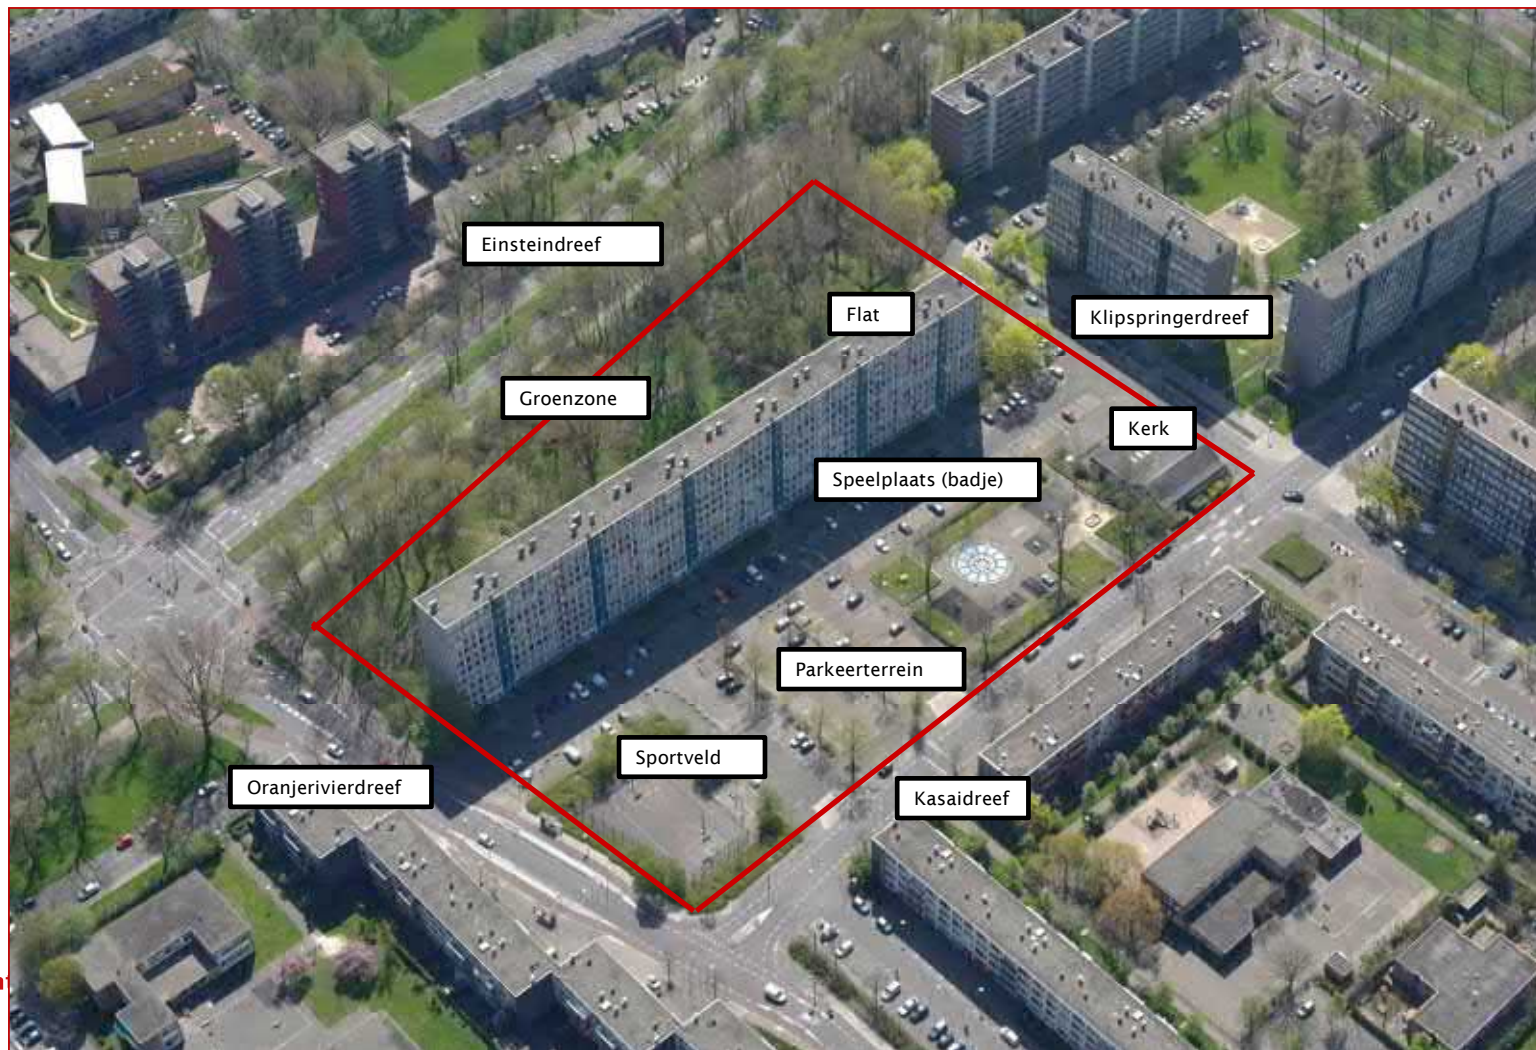 Einsteindreef
Flat
Klipspringerdreef
Groenzone
Kerk
Speelplaats (badje)
Parkeerterrein
Sportveld
Oranjerivierdreef
Kasaidreef